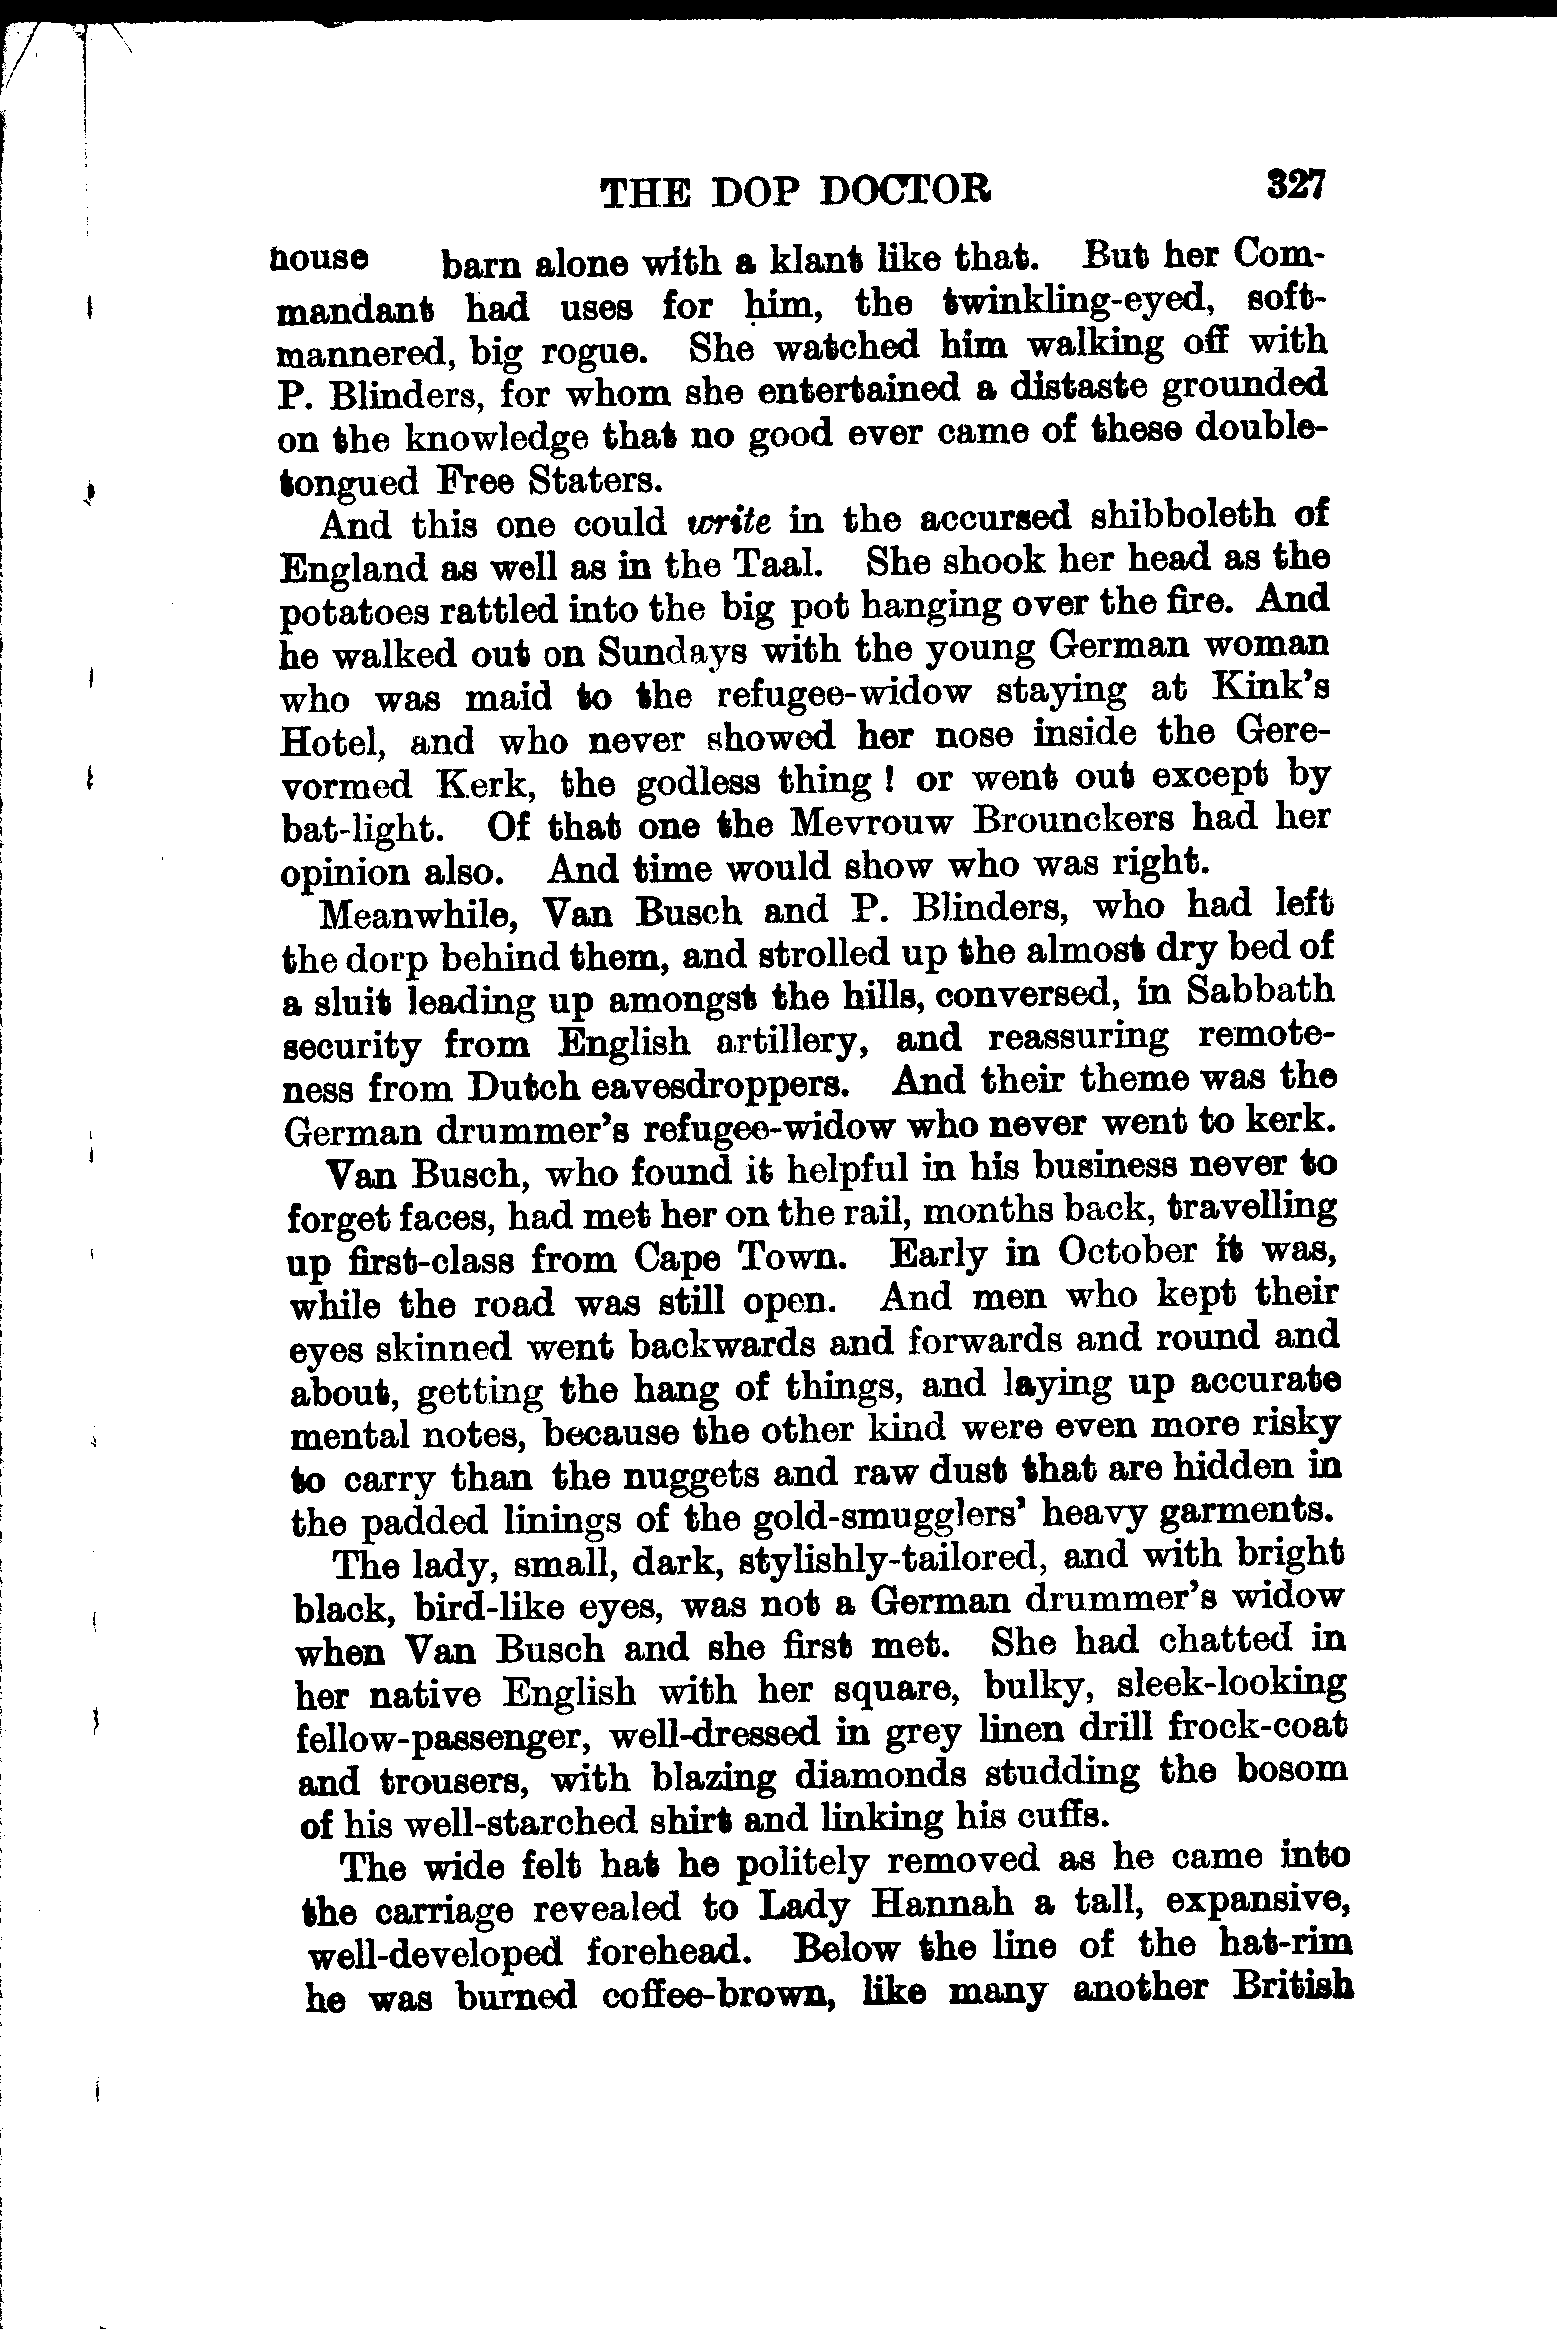 THE DOP DOCTOR 327
house barn alone with a klant like that. But her Com-
mandant had uses for him, the twinkling-eyed, soft-
mannered, big rogue. She watched him walking off with
P. Blinders, for whom she entertained a distaste grounded
on the knowledge that no good ever came of these double-
tongued Free Staters.
And this one could write in the accursed shibboleth of
England as well as in the Taal. She shook her head as the
potatoes rattled into the big pot hanging over the fire. And
he walked out on Sundays with the young German woman
who was maid to the refugee-widow staying at Kink's
Hotel, and who never showed her nose inside the Gere-
vormed Kerk, the godless thing! or went out except by
bat-light. Of that one the Mevrouw Brounckers had her
opinion also. And time would show who was right.
Meanwhile, Van Busch and P. Blinders, who had left
the dorp behind them, and strolled up the almost dry bed of
a sluit leading up amongst the hills, conversed, in Sabbath
security from English artillery, and reassuring remote-
ness from Dutch eavesdroppers. And their theme was the
German drummer's refugee-widow who never went to kerk.
Van Busch, who found it helpful in his business never to
forget faces, had met her on the rail, months back, travelling
up first-class from Cape Town. Early in October it was,
while the road was still open. And men who kept their
eyes skinned went backwards and forwards and round and
about, getting the hang of things, and laying up accurate
mental notes, because the other kind were even more risky
to carry than the nuggets and raw dust that are hidden in
the padded linings of the gold-smugglers' heavy garments.
The lady, small, dark, stylishly-tailored, and with bright
black, bird-like eyes, was not a German drummer's widow
when Van Busch and she first met. She had chatted in
her native English with her square, bulky, sleek-looking
fellow-passenger, well-dressed in grey linen drill frock-coat
and trousers, with blazing diamonds studding the bosom
of his well-starched shirt and linking his cuffs.
The wide felt hat he politely removed as he came into
the carriage revealed to Lady Hannah a tall, expansive,
well-developed forehead. Below the line of the hat-rim
he was burned coffee-brown, like many another British